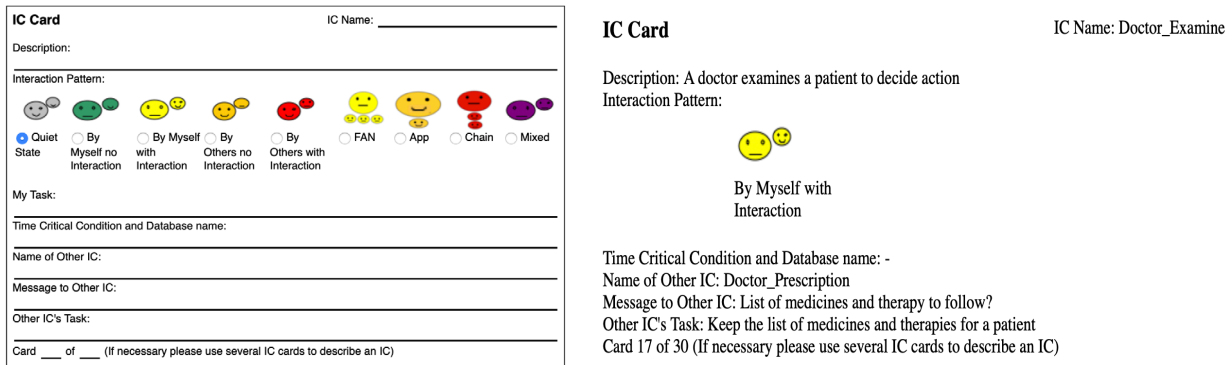 IC Card
IC Name:
Description:
Interaction Pattern:
Quiet State
By Myself no Interaction
By Myself with Interaction
By Others no Interaction
By Others with Interaction
FAN
App
Chain
Mixed
My Task:
Time Critical Condition and Database name:
Name of Other IC:
Message to Other IC:
Other IC's Task:
Card ___ of ___ (If necessary please use several IC cards to describe an IC)
IC Card
IC Name: Doctor_Examine
Description: A doctor examines a patient to decide action
Interaction Pattern:
By Myself with
Interaction
Time Critical Condition and Database name: -
Name of Other IC: Doctor_Prescription
Message to Other IC: List of medicines and therapy to follow?
Other IC's Task: Keep the list of medicines and therapies for a patient
Card 17 of 30 (If necessary please use several IC cards to describe an IC)